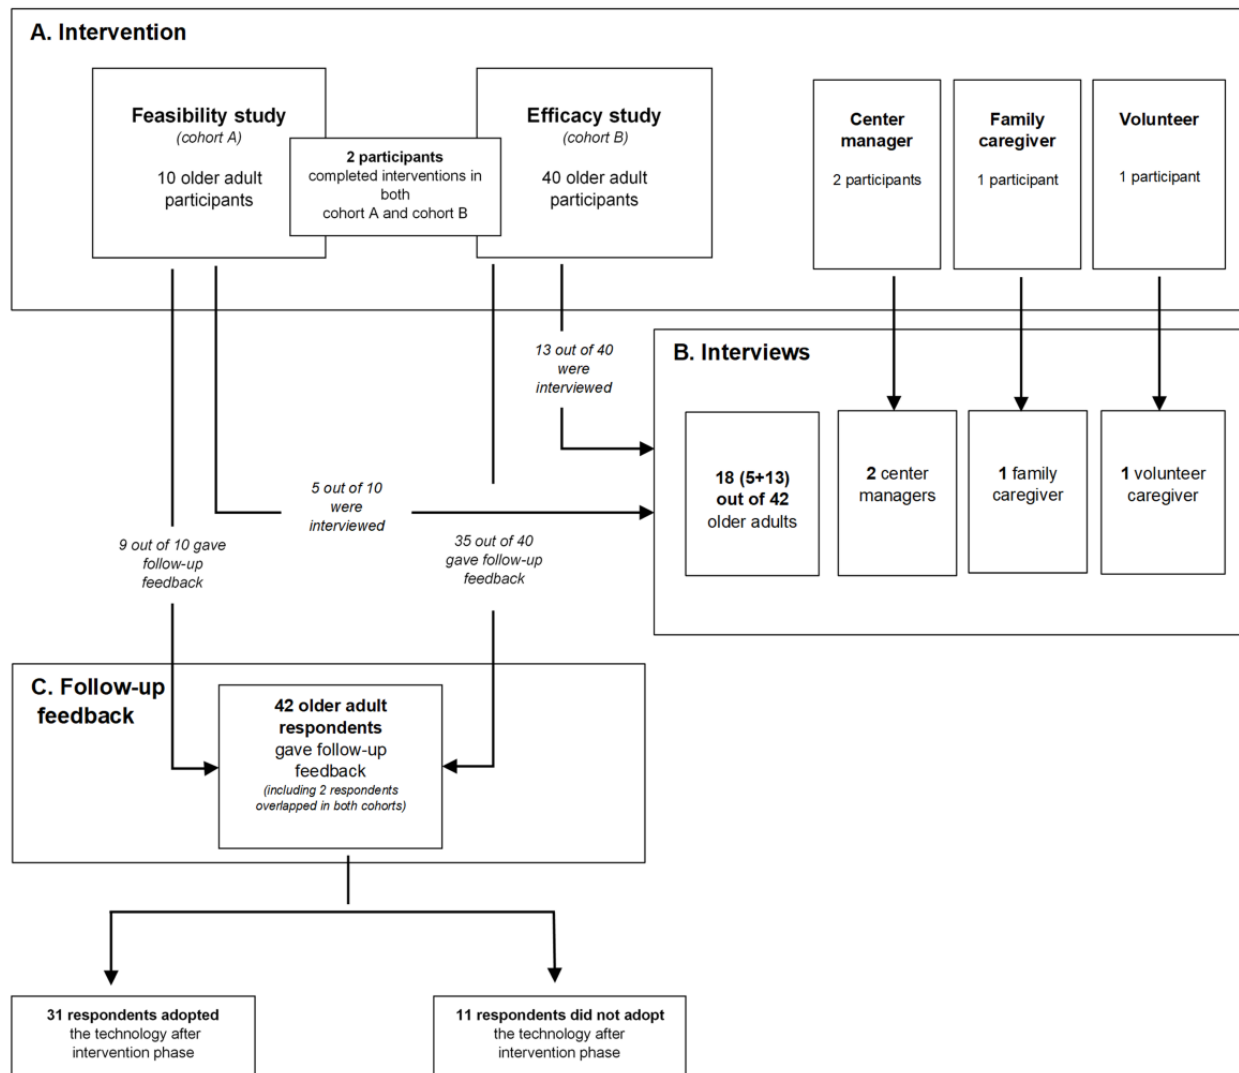 A. Intervention
Feasibility study
(cohort A)
10 older adult
participants
2 participants
completed interventions in
both
cohort A and cohort B
Efficacy study
(cohort B)
40 older adult
participants
Center
manager
2 participants
Family
caregiver
1 participant
Volunteer
1 participant
13 out of 40
were
interviewed
B. Interviews
18 (5+13)
out of 42
older adults
2 center
managers
1 family
caregiver
1 volunteer
caregiver
5 out of 10
were
interviewed
9 out of 10 gave
follow-up
feedback
35 out of 40
gave follow-up
feedback
C. Follow-up
feedback
42 older adult
respondents
gave follow-up
feedback
(including 2 respondents
overlapped in both cohorts)
31 respondents adopted
the technology after
intervention phase
11 respondents did not adopt
the technology after
intervention phase